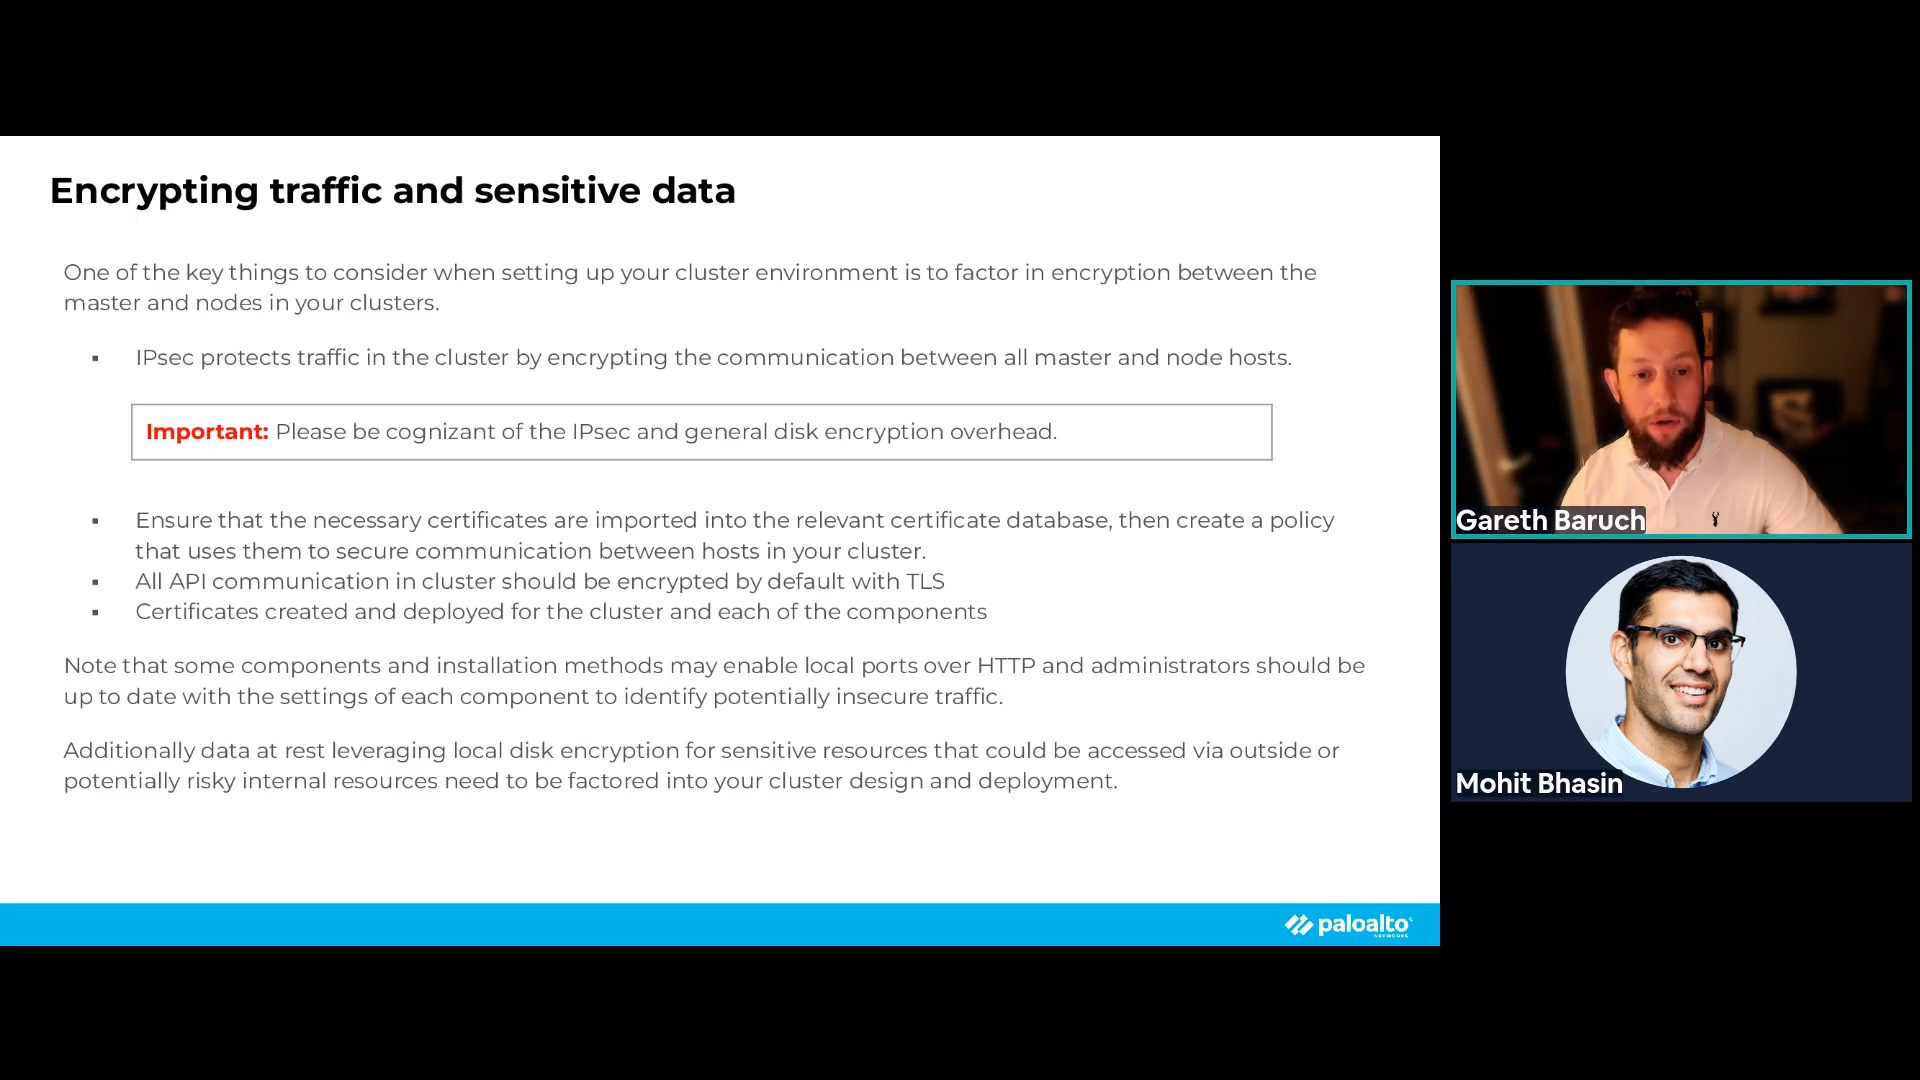 Encrypting traffic and sensitive data
One of the key things to consider when setting up your cluster environment is to factor in encryption between the
master and nodes in your clusters.
▪ IPsec protects traffic in the cluster by encrypting the communication between all master and node hosts.
Important: Please be cognizant of the IPsec and general disk encryption overhead.
▪ Ensure that the necessary certificates are imported into the relevant certificate database, then create a policy
that uses them to secure communication between hosts in your cluster.
▪ All API communication in cluster should be encrypted by default with TLS
▪ Certificates created and deployed for the cluster and each of the components
Note that some components and installation methods may enable local ports over HTTP and administrators should be
up to date with the settings of each component to identify potentially insecure traffic.
Additionally data at rest leveraging local disk encryption for sensitive resources that could be accessed via outside or
potentially risky internal resources need to be factored into your cluster design and deployment.
paloalto
NETWORKS
Gareth Baruch
Mohit Bhasin